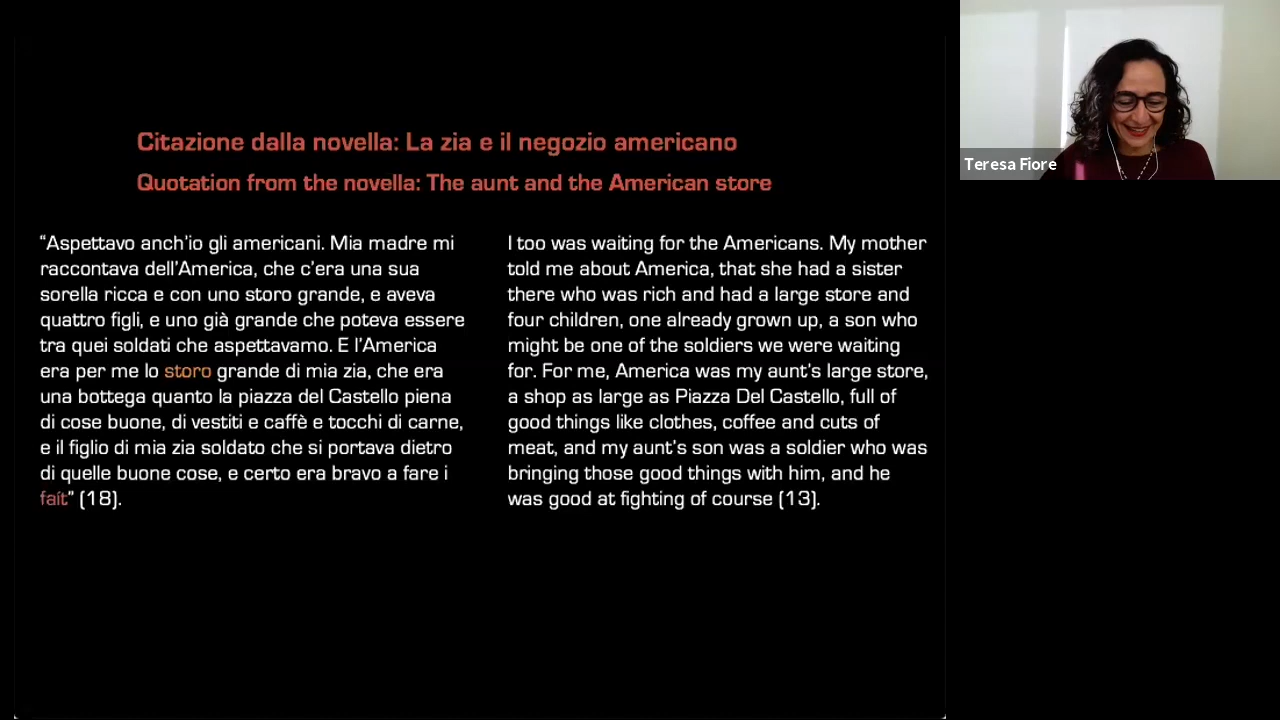 Citazione dalla novella: La zia e il negozio americano
Quotation from the novella: The aunt and the American store
“Aspettavo anch’io gli americani. Mia madre mi
raccontava dell’America, che c’era una sua
sorella ricca e con uno storo grande, e aveva
quattro figli, e uno già grande che poteva essere
tra quei soldati che aspettavamo. E l’America
era per me lo storo grande di mia zia, che era
una bottega quanto la piazza del Castello piena
di cose buone, di vestiti e caffè e tocchi di carne,
e il figlio di mia zia soldato che si portava dietro
di quelle buone cose, e certo era bravo a fare i
fait” (18).
I too was waiting for the Americans. My mother
told me about America, that she had a sister
there who was rich and had a large store and
four children, one already grown up, a son who
might be one of the soldiers we were waiting
for. For me, America was my aunt’s large store,
a shop as large as Piazza Del Castello, full of
good things like clothes, coffee and cuts of
meat, and my aunt’s son was a soldier who was
bringing those good things with him, and he
was good at fighting of course (13).
Teresa Fiore